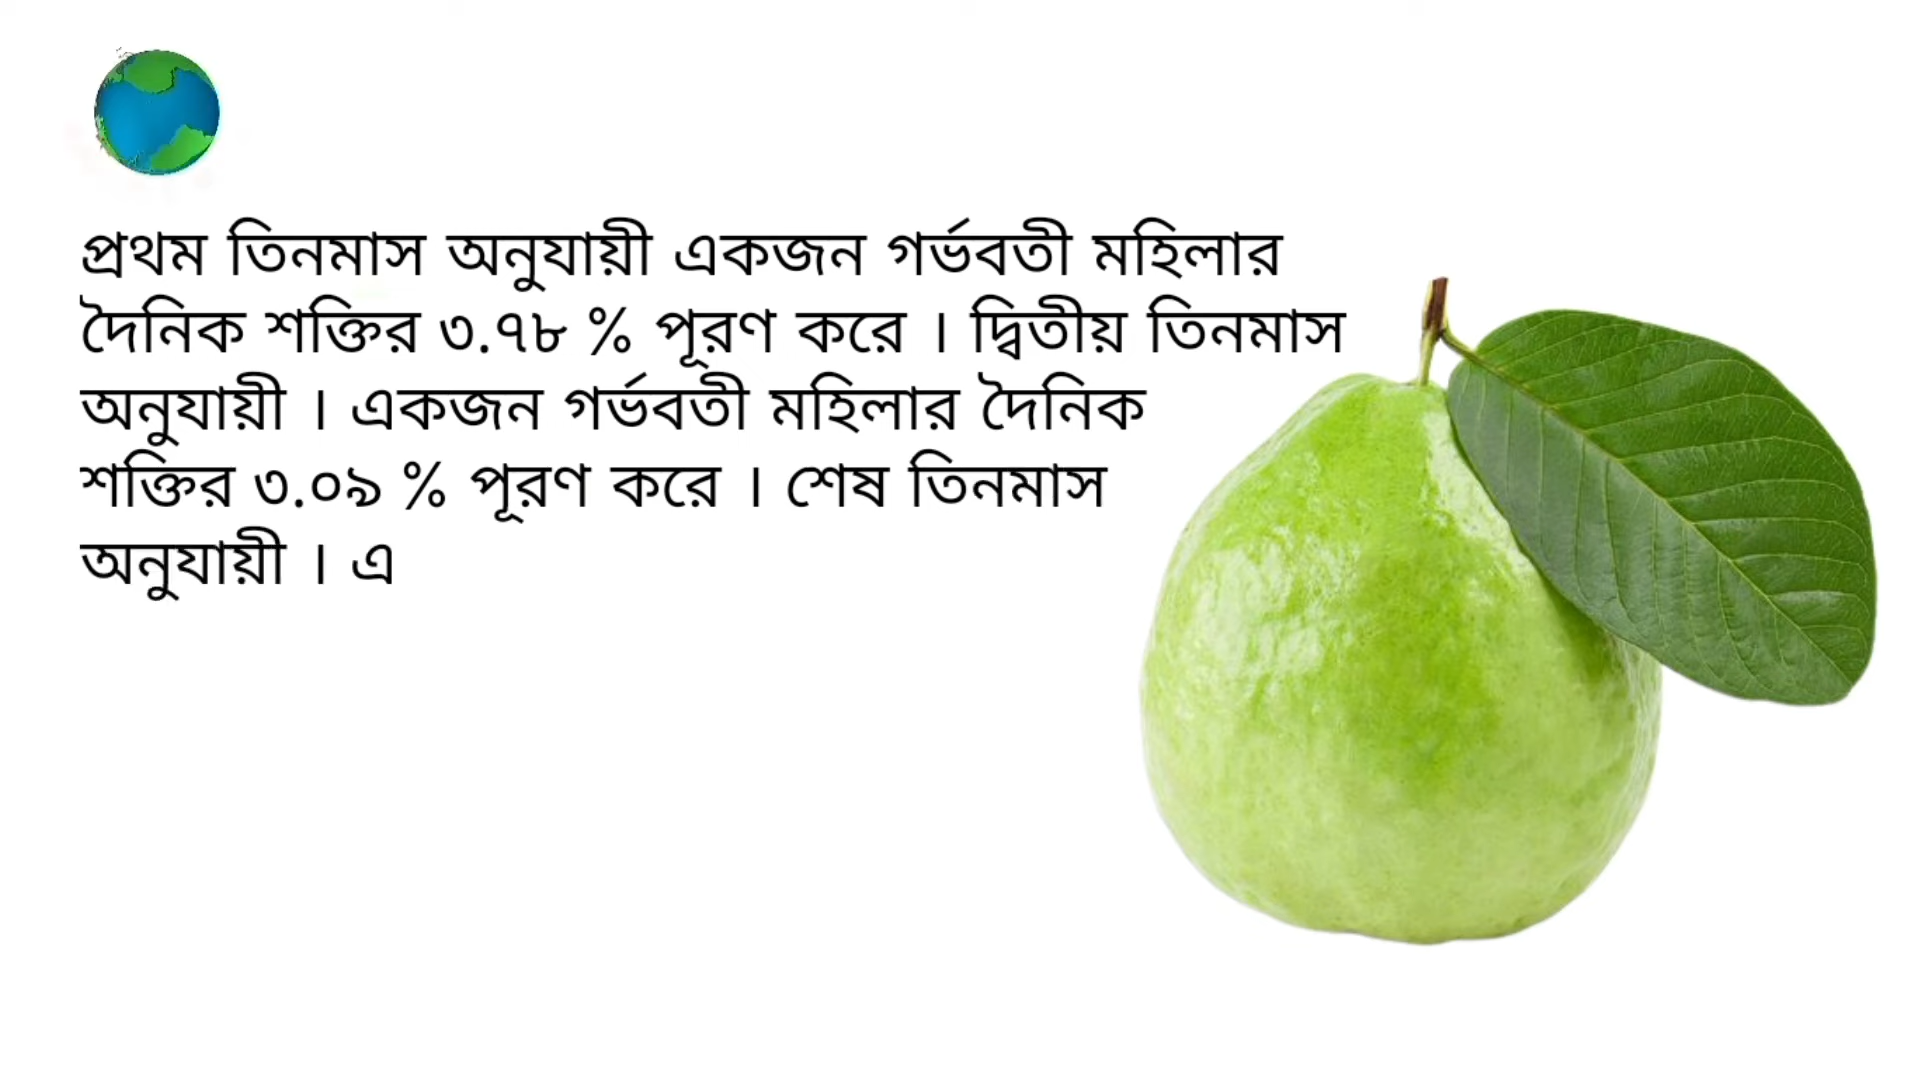 প্রথম তিনমাস অনুযায়ী একজন গর্ভবতী মহিলার
দৈনিক শক্তির ৩.৭৮ % পূরণ করে । দ্বিতীয় তিনমাস
অনুযায়ী । একজন গর্ভবতী মহিলার দৈনিক
শক্তির ৩.০৯ % পূরণ করে । শেষ তিনমাস
অনুযায়ী । এ